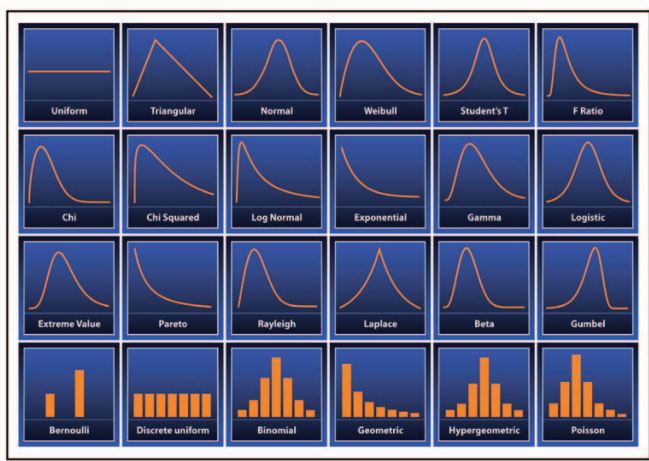 Uniform
Triangular
Normal
Weibull
Student's T
F Ratio
Chi
Chi Squared
Log Normal
Exponential
Gamma
Logistic
Extreme Value
Pareto
Rayleigh
Laplace
Beta
Gumbel
Bernoulli
Discrete uniform
Binomial
Geometric
Hypergeometric
Poisson